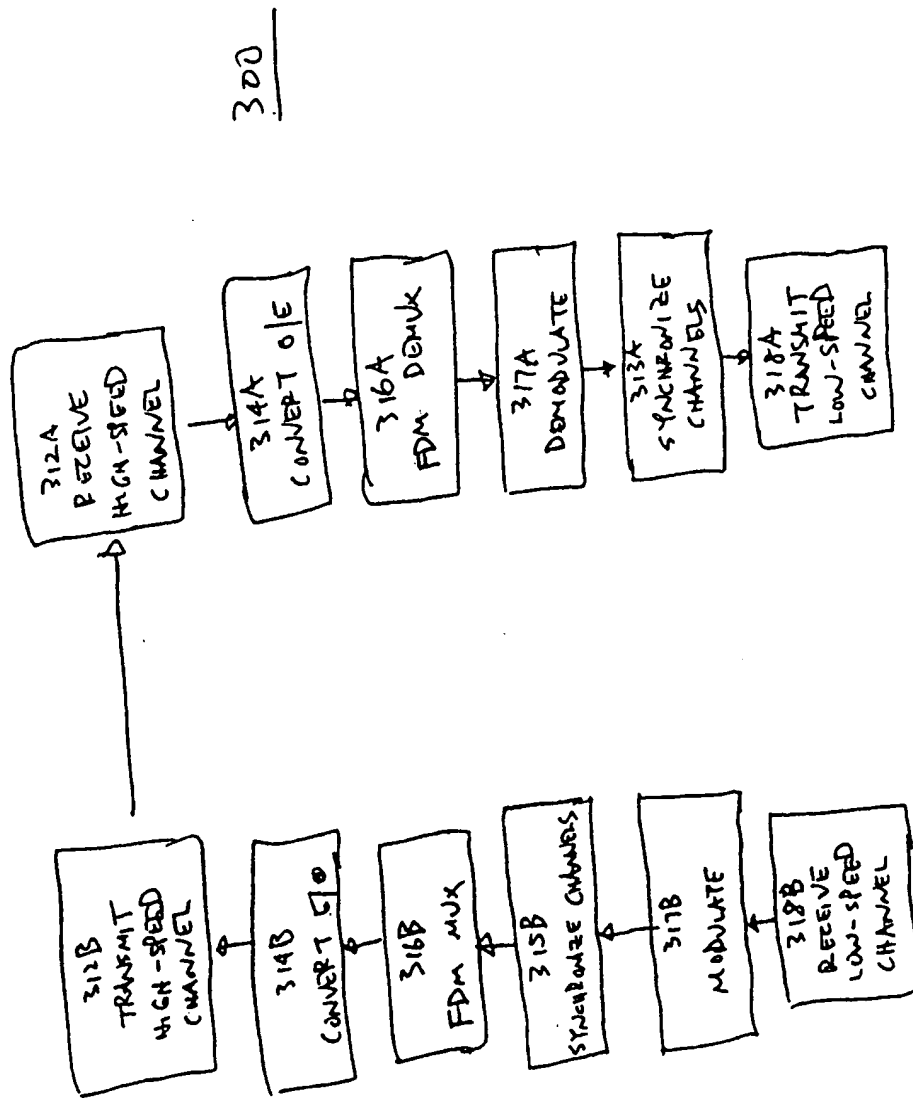 300
312A
RECEIVE
HIGH-SPEED
CHANNEL
314A
CONVERT O/E
316A
FDM DEMUX
317A
DEMODULATE
313A
SYNCHRONIZE
CHANNELS
318A
TRANSMIT
LOW-SPEED
CHANNEL
312B
TRANSMIT
HIGH-SPEED
CHANNEL
314B
CONVERT E/O
316B
FDM MUX
315B
SYNCHRONIZE CHANNELS
317B
MODULATE
318B
RECEIVE
LOW-SPEED
CHANNEL